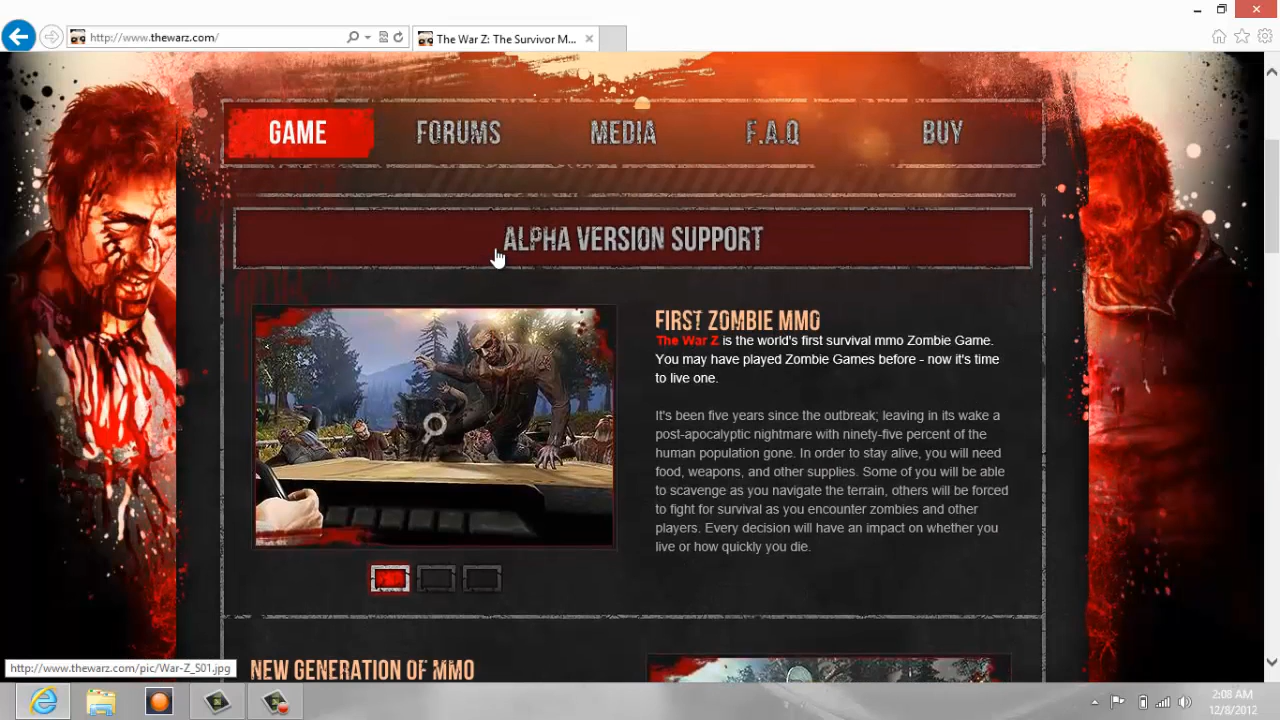 http://www.thewarz.com/
The War Z: The Survivor M...
GAME
FORUMS
MEDIA
F.A.Q
BUY
ALPHA VERSION SUPPORT
FIRST ZOMBIE MMO
The War Z is the world's first survival mmo Zombie Game.
You may have played Zombie Games before - now it's time
to live one.
It's been five years since the outbreak; leaving in its wake a
post-apocalyptic nightmare with ninety-five percent of the
human population gone. In order to stay alive, you will need
food, weapons, and other supplies. Some of you will be able
to scavenge as you navigate the terrain, others will be forced
to fight for survival as you encounter zombies and other
players. Every decision will have an impact on whether you
live or how quickly you die.
http://www.thewarz.com/pic/War-Z_S01.jpg
NEW GENERATION OF MMO
2:08 AM
12/8/2012